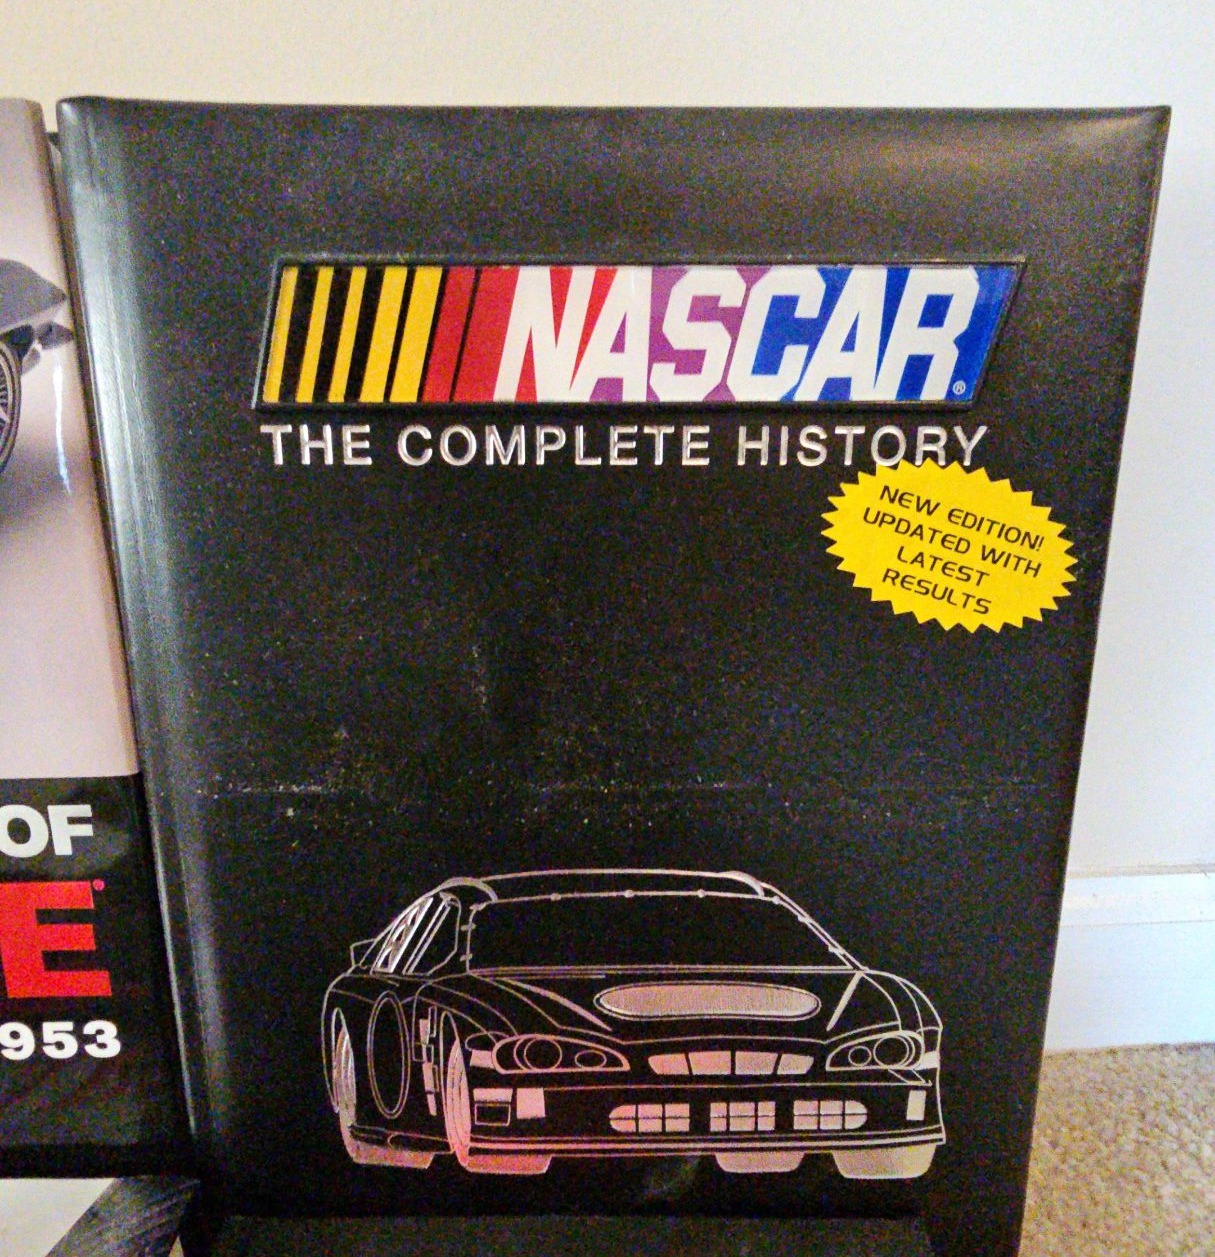 NASCAR®
THE COMPLETE HISTORY
NEW EDITION!
UPDATED WITH
LATEST
RESULTS
OF
E
953